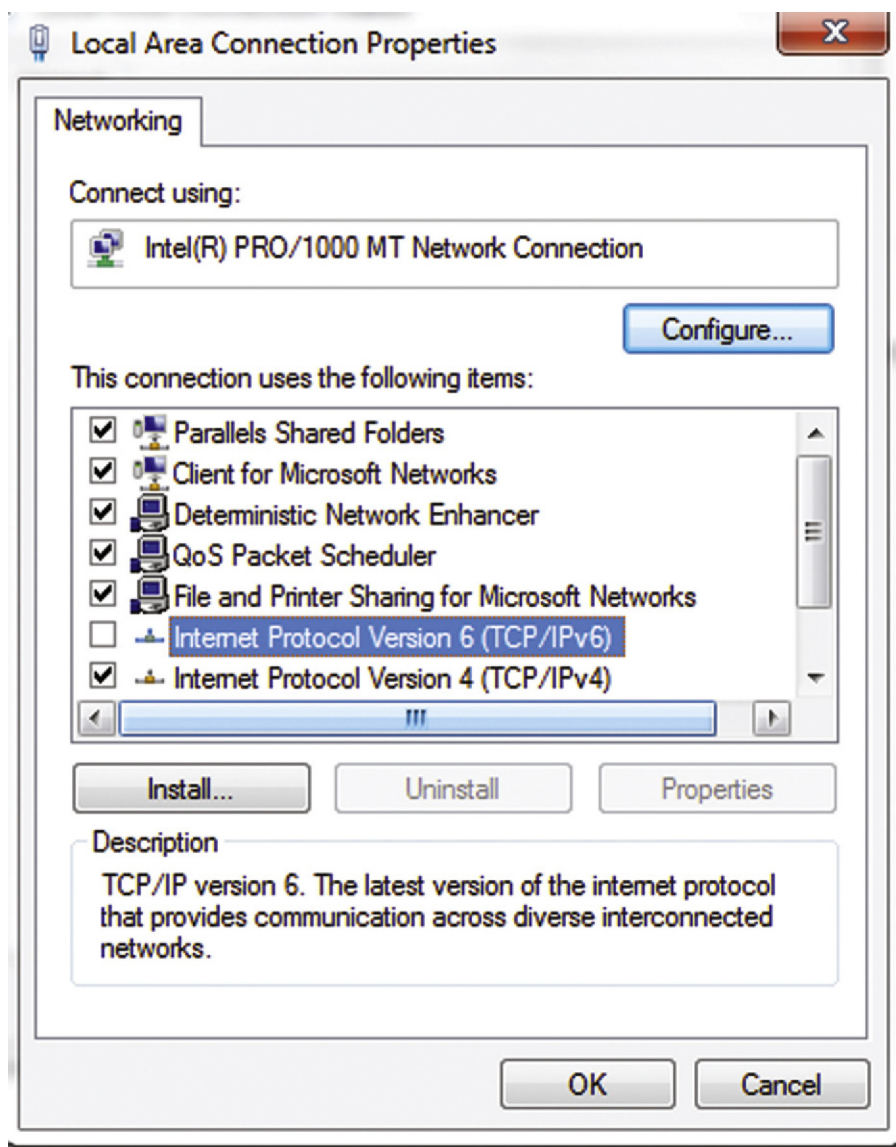 Local Area Connection Properties
Networking
Connect using:
Intel(R) PRO/1000 MT Network Connection
Configure...
This connection uses the following items:
Parallels Shared Folders
Client for Microsoft Networks
Deterministic Network Enhancer
QoS Packet Scheduler
File and Printer Sharing for Microsoft Networks
Internet Protocol Version 6 (TCP/IPv6)
Internet Protocol Version 4 (TCP/IPv4)
Install... Uninstall Properties
Description
TCP/IP version 6. The latest version of the internet protocol
that provides communication across diverse interconnected
networks.
OK Cancel